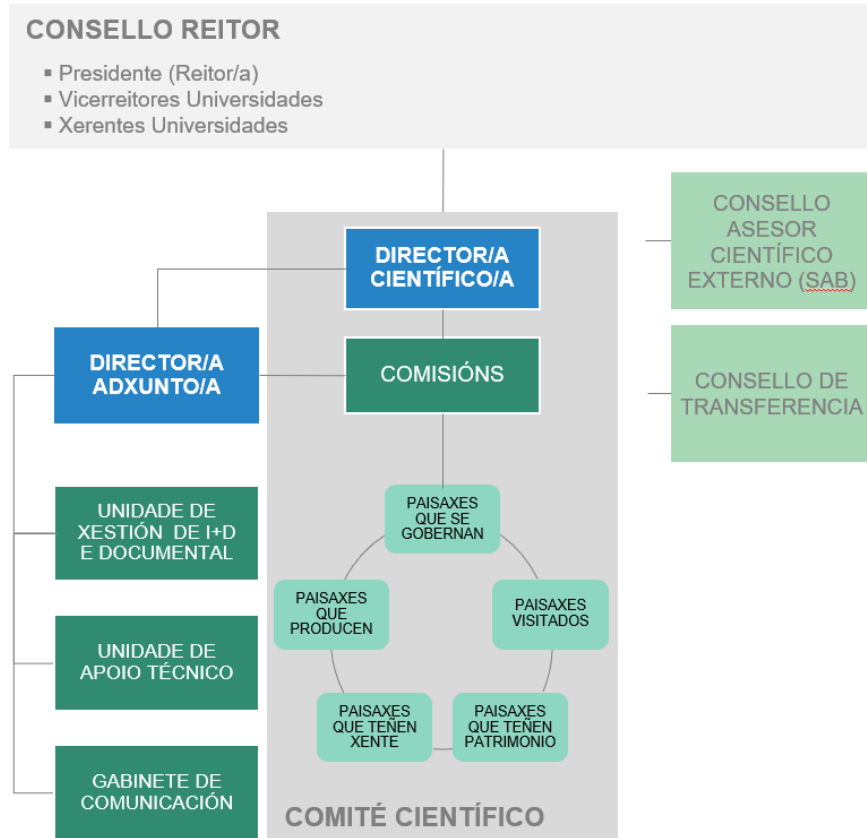 CONSELLO REITOR
▪ Presidente (Reitor/a)
▪ Vicerreitores Universidades
▪ Xerentes Universidades
CONSELLO
ASESOR
CIENTÍFICO
EXTERNO (SAB)
DIRECTOR/A
CIENTÍFICO/A
DIRECTOR/A
ADXUNTO/A
COMISIÓNS
CONSELLO DE
TRANSFERENCIA
UNIDADE DE
XESTIÓN DE I+D
E DOCUMENTAL
PAISAXES
QUE SE
GOBERNAN
PAISAXES
QUE
PRODUCEN
PAISAXES
VISITADOS
UNIDADE DE
APOIO TÉCNICO
PAISAXES
QUE TEÑEN
XENTE
PAISAXES
QUE TEÑEN
PATRIMONIO
GABINETE DE
COMUNICACIÓN
COMITÉ CIENTÍFICO